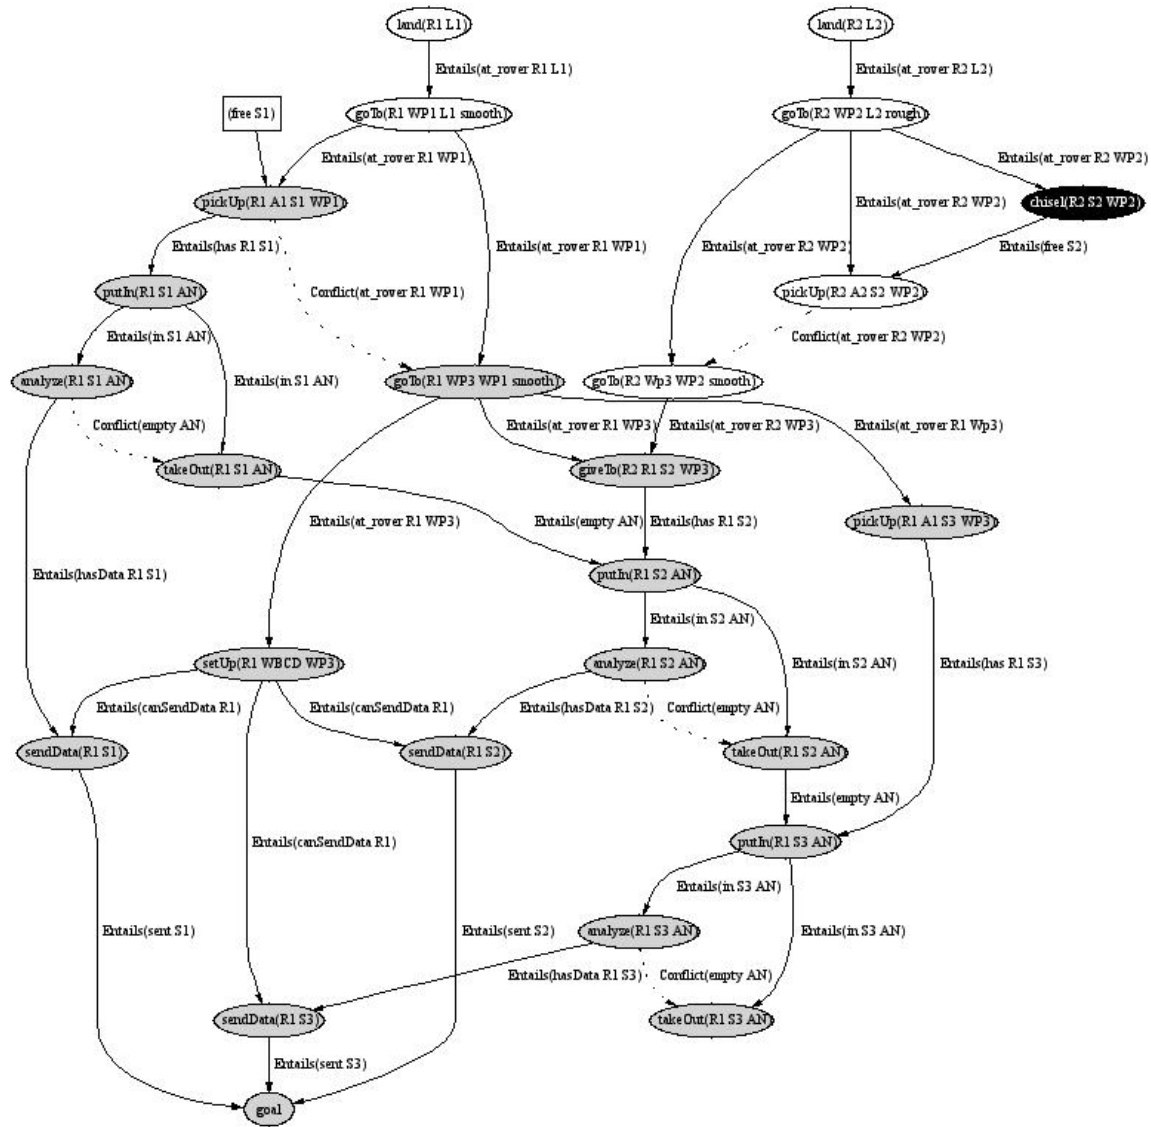 land(R1 L1)
land(R2 L2)
Entails(at_rover R1 L1)
Entails(at_rover R2 L2)
(free S1)
goTo(R1 WP1 L1 smooth)
goTo(R2 WP2 L2 rough)
Entails(at_rover R1 WP1)
Entails(at_rover R2 WP2)
pickUp(R1 A1 S1 WP1)
Entails(at_rover R2 WP2)
chisel(R2 S2 WP2)
Entails(has R1 S1)
Entails(at_rover R1 WP1)
Entails(at_rover R2 WP2)
Entails(free S2)
putIn(R1 S1 AN)
Conflict(at_rover R1 WP1)
pickUp(R2 A2 S2 WP2)
Entails(in S1 AN)
Conflict(at_rover R2 WP2)
analyze(R1 S1 AN)
Entails(in S1 AN)
goTo(R1 WP3 WP1 smooth)
goTo(R2 Wp3 WP2 smooth)
Conflict(empty AN)
Entails(at_rover R1 WP3)
Entails(at_rover R2 WP3)
Entails(at_rover R1 Wp3)
takeOut(R1 S1 AN)
giveTo(R2 R1 S2 WP3)
Entails(at_rover R1 WP3)
Entails(empty AN)
Entails(has R1 S2)
pickUp(R1 A1 S3 WP3)
Entails(hasData R1 S1)
putIn(R1 S2 AN)
Entails(in S2 AN)
setUp(R1 WBCD WP3)
analyze(R1 S2 AN)
Entails(in S2 AN)
Entails(has R1 S3)
Entails(canSendData R1)
Entails(canSendData R1)
Entails(hasData R1 S2)
Conflict(empty AN)
sendData(R1 S1)
sendData(R1 S2)
takeOut(R1 S2 AN)
Entails(empty AN)
Entails(canSendData R1)
putIn(R1 S3 AN)
Entails(in S3 AN)
Entails(sent S1)
Entails(sent S2)
analyze(R1 S3 AN)
Entails(in S3 AN)
Entails(hasData R1 S3)
Conflict(empty AN)
sendData(R1 S3)
takeOut(R1 S3 AN)
Entails(sent S3)
goal